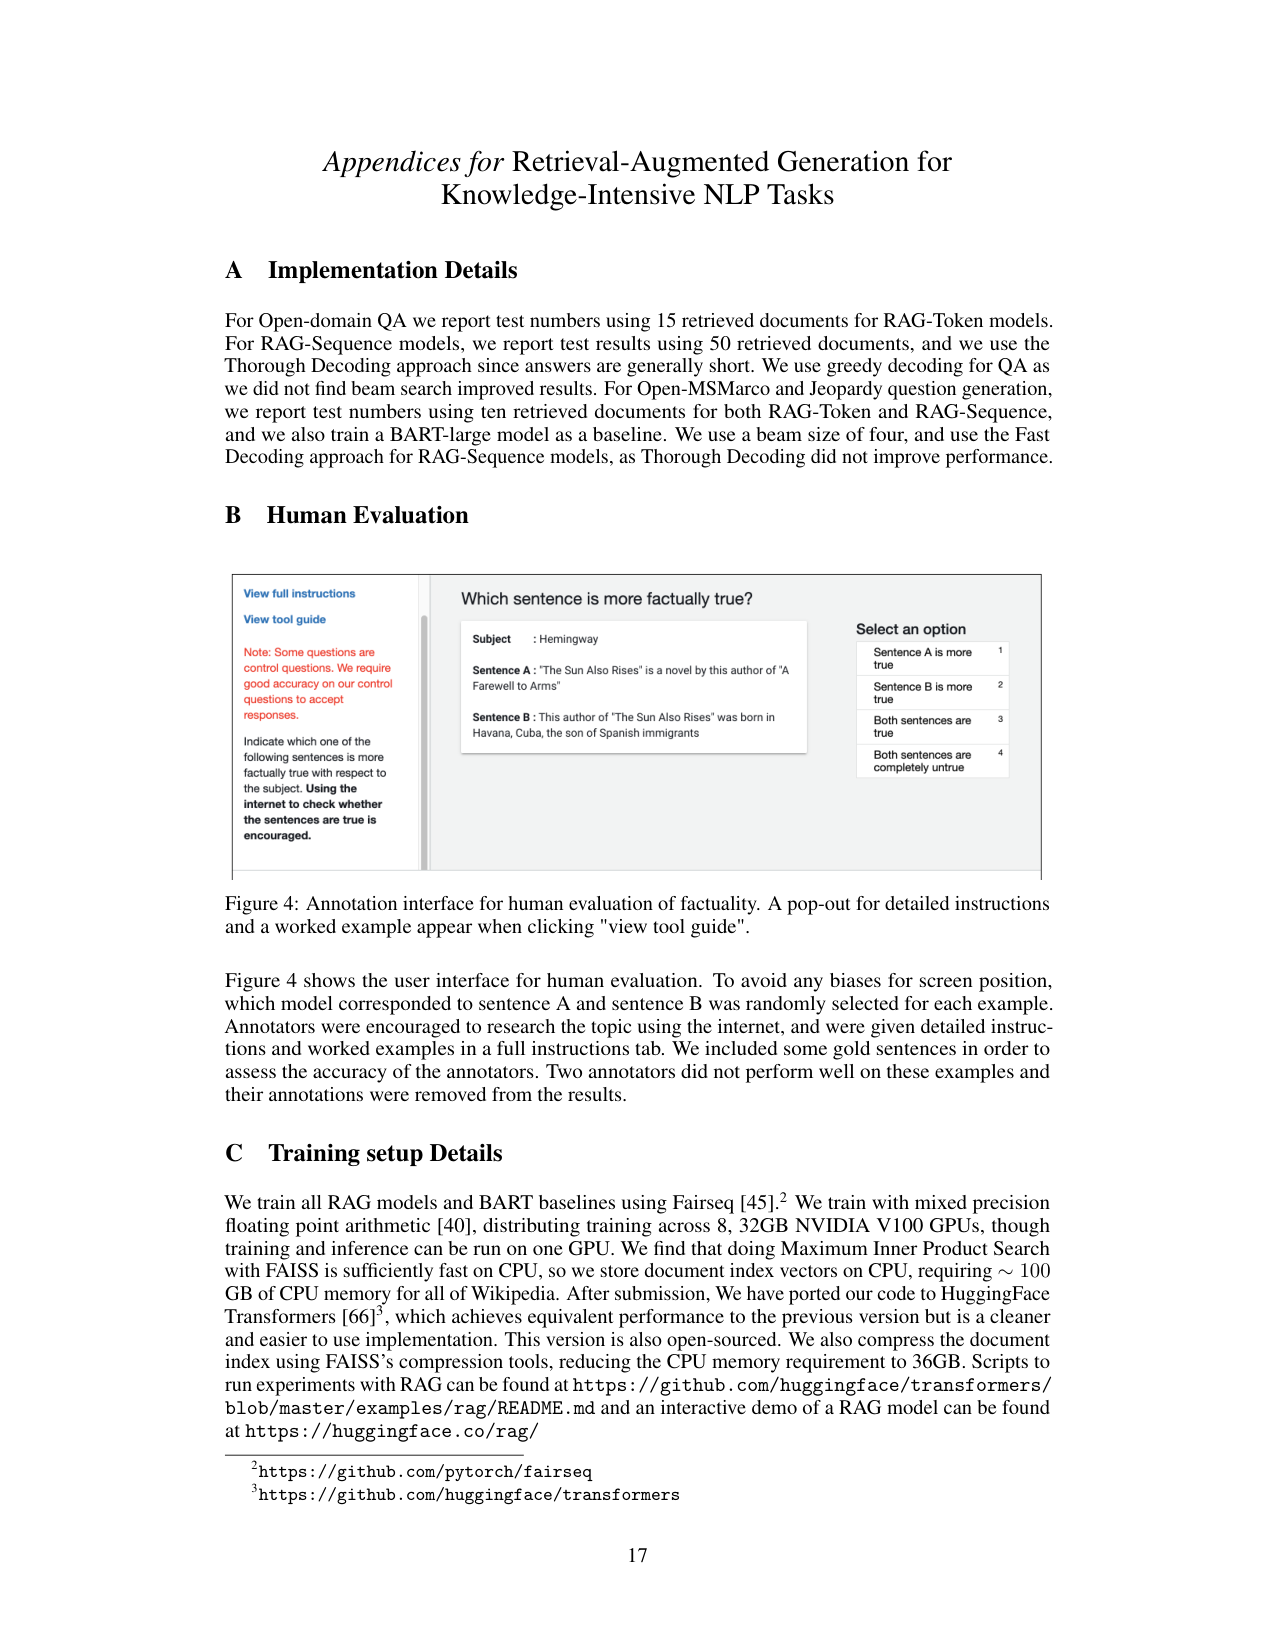 Appendices for Retrieval-Augmented Generation for
Knowledge-Intensive NLP Tasks
A Implementation Details
For Open-domain QA we report test numbers using 15 retrieved documents for RAG-Token models.
For RAG-Sequence models, we report test results using 50 retrieved documents, and we use the
Thorough Decoding approach since answers are generally short. We use greedy decoding for QA as
we did not find beam search improved results. For Open-MSMarco and Jeopardy question generation,
we report test numbers using ten retrieved documents for both RAG-Token and RAG-Sequence,
and we also train a BART-large model as a baseline. We use a beam size of four, and use the Fast
Decoding approach for RAG-Sequence models, as Thorough Decoding did not improve performance.
B Human Evaluation
View full instructions
View tool guide
Note: Some questions are
control questions. We require
good accuracy on our control
questions to accept
responses.
Indicate which one of the
following sentences is more
factually true with respect to
the subject. Using the
internet to check whether
the sentences are true is
encouraged.
Which sentence is more factually true?
Subject : Hemingway
Sentence A : "The Sun Also Rises" is a novel by this author of "A
Farewell to Arms"
Sentence B : This author of "The Sun Also Rises" was born in
Havana, Cuba, the son of Spanish immigrants
Select an option
Sentence A is more 1
true
Sentence B is more 2
true
Both sentences are 3
true
Both sentences are 4
completely untrue
Figure 4: Annotation interface for human evaluation of factuality. A pop-out for detailed instructions
and a worked example appear when clicking "view tool guide".
Figure 4 shows the user interface for human evaluation. To avoid any biases for screen position,
which model corresponded to sentence A and sentence B was randomly selected for each example.
Annotators were encouraged to research the topic using the internet, and were given detailed instruc-
tions and worked examples in a full instructions tab. We included some gold sentences in order to
assess the accuracy of the annotators. Two annotators did not perform well on these examples and
their annotations were removed from the results.
C Training setup Details
We train all RAG models and BART baselines using Fairseq [45].2 We train with mixed precision
floating point arithmetic [40], distributing training across 8, 32GB NVIDIA V100 GPUs, though
training and inference can be run on one GPU. We find that doing Maximum Inner Product Search
with FAISS is sufficiently fast on CPU, so we store document index vectors on CPU, requiring ∼ 100
GB of CPU memory for all of Wikipedia. After submission, We have ported our code to HuggingFace
Transformers [66]3, which achieves equivalent performance to the previous version but is a cleaner
and easier to use implementation. This version is also open-sourced. We also compress the document
index using FAISS's compression tools, reducing the CPU memory requirement to 36GB. Scripts to
run experiments with RAG can be found at https://github.com/huggingface/transformers/
blob/master/examples/rag/README.md and an interactive demo of a RAG model can be found
at https://huggingface.co/rag/
2https://github.com/pytorch/fairseq
3https://github.com/huggingface/transformers
17